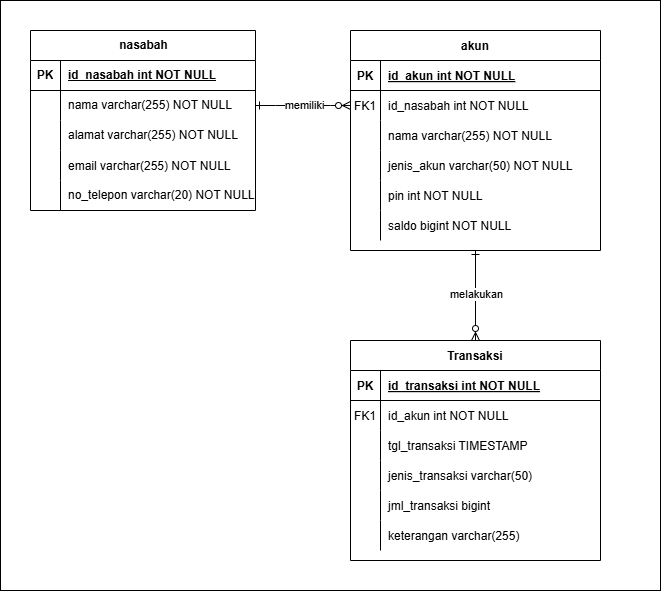 nasabah
PK id_nasabah int NOT NULL
nama varchar(255) NOT NULL
alamat varchar(255) NOT NULL
email varchar(255) NOT NULL
no_telepon varchar(20) NOT NULL
memiliki
akun
PK id_akun int NOT NULL
FK1 id_nasabah int NOT NULL
nama varchar(255) NOT NULL
jenis_akun varchar(50) NOT NULL
pin int NOT NULL
saldo bigint NOT NULL
melakukan
Transaksi
PK id_transaksi int NOT NULL
FK1 id_akun int NOT NULL
tgl_transaksi TIMESTAMP
jenis_transaksi varchar(50)
jml_transaksi bigint
keterangan varchar(255)